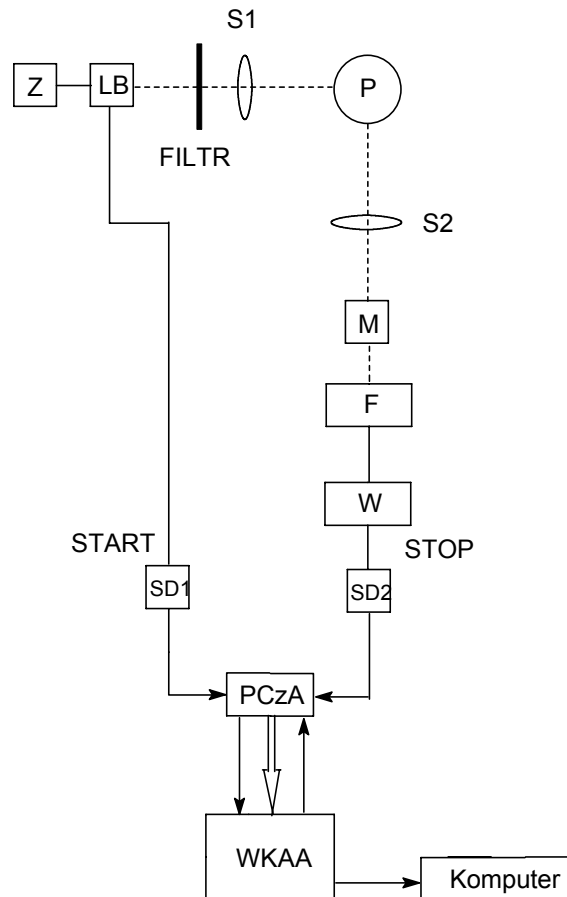 S1
Z
LB
P
FILTR
S2
M
F
W
START
STOP
SD1
SD2
PCzA
WKAA
Komputer